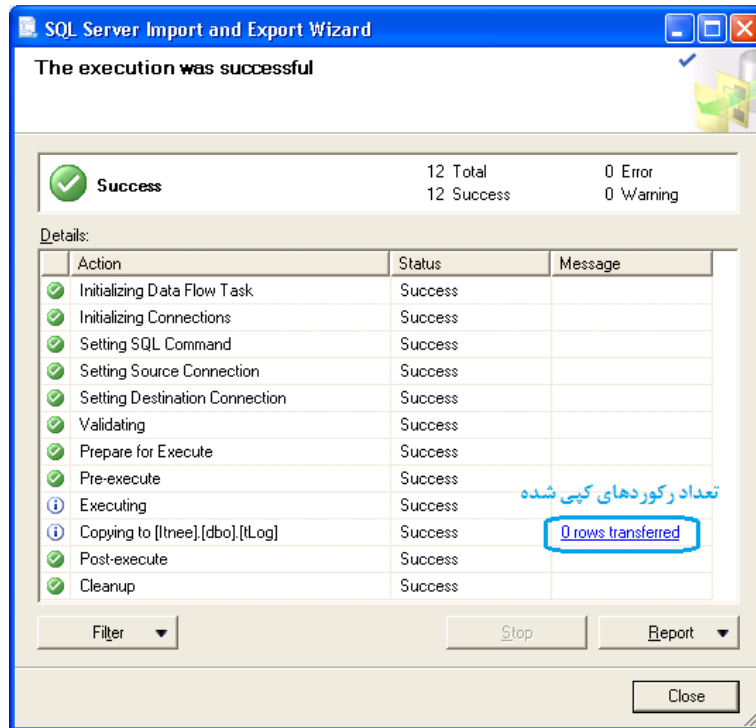 SQL Server Import and Export Wizard
The execution was successful
Success
12 Total
0 Error
12 Success
0 Warning
Details:
Action Status Message
Initializing Data Flow Task Success
Initializing Connections Success
Setting SQL Command Success
Setting Source Connection Success
Setting Destination Connection Success
Validating Success
Prepare for Execute Success
Pre-execute Success
تعداد رکوردهای کپی شده
Executing Success
Copying to [Itnee].[dbo].[tLog] Success 0 rows transferred
Post-execute Success
Cleanup Success
Filter Stop Report
Close